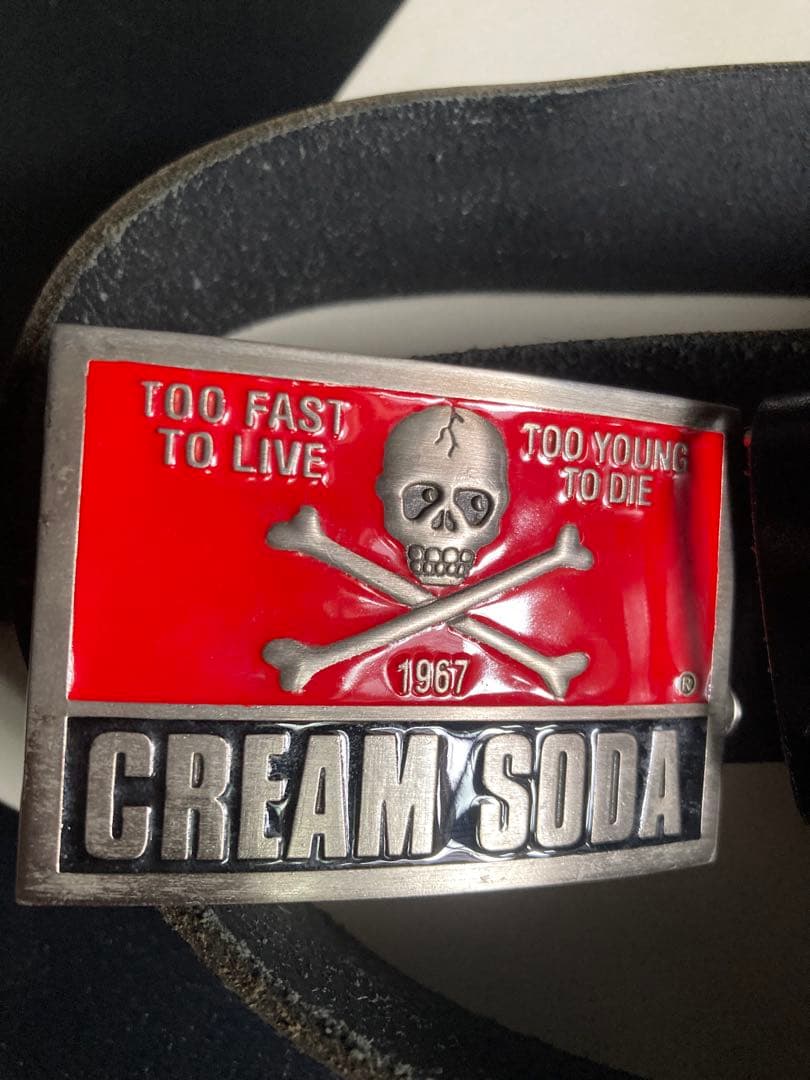 TOO FAST
TO LIVE
TOO YOUNG
TO DIE
1967
®
CREAM SODA